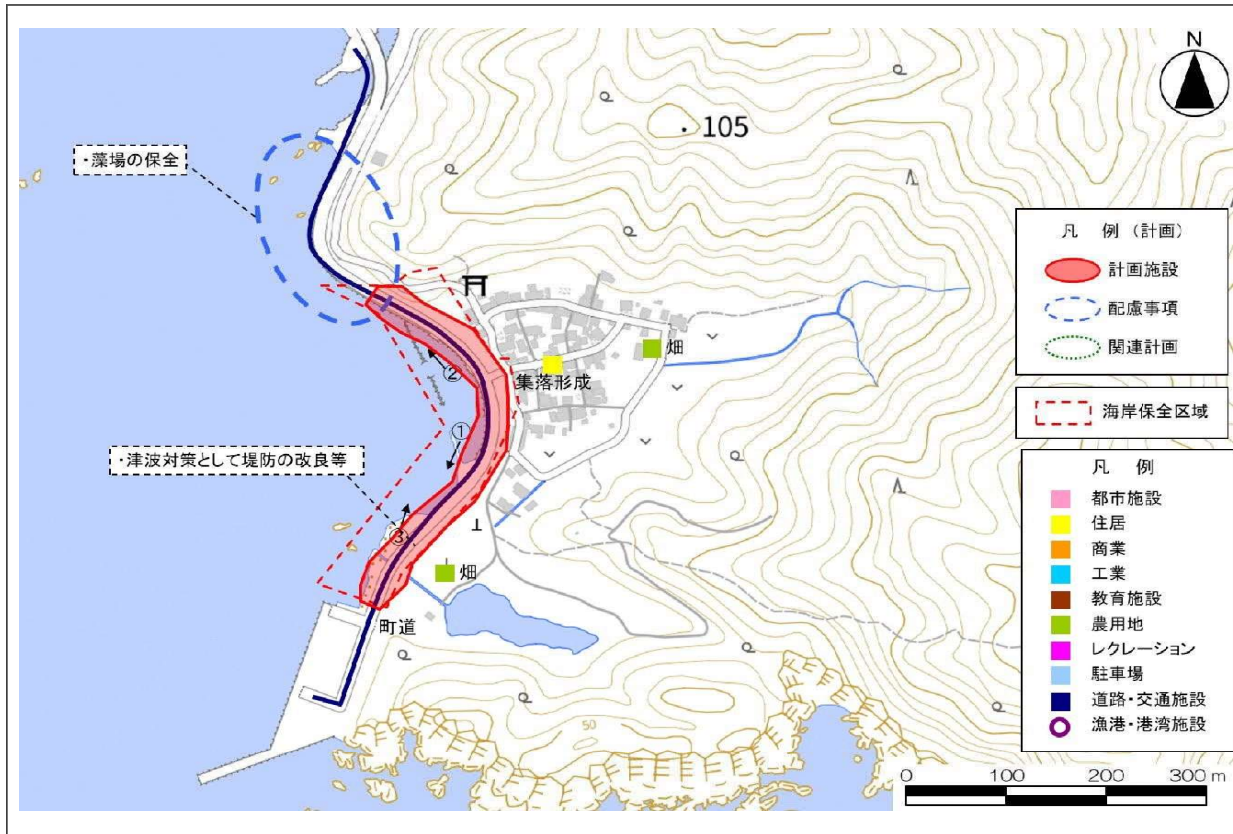 N
105
・藻場の保全
凡 例 (計画)
計画施設
配慮事項
関連計画
海岸保全区域
畑
集落形成
②
①
・津波対策として堤防の改良等
③
畑
町道
50
凡 例
都市施設
住居
商業
工業
教育施設
農用地
レクレーション
駐車場
道路・交通施設
漁港・港湾施設
0 100 200 300 m